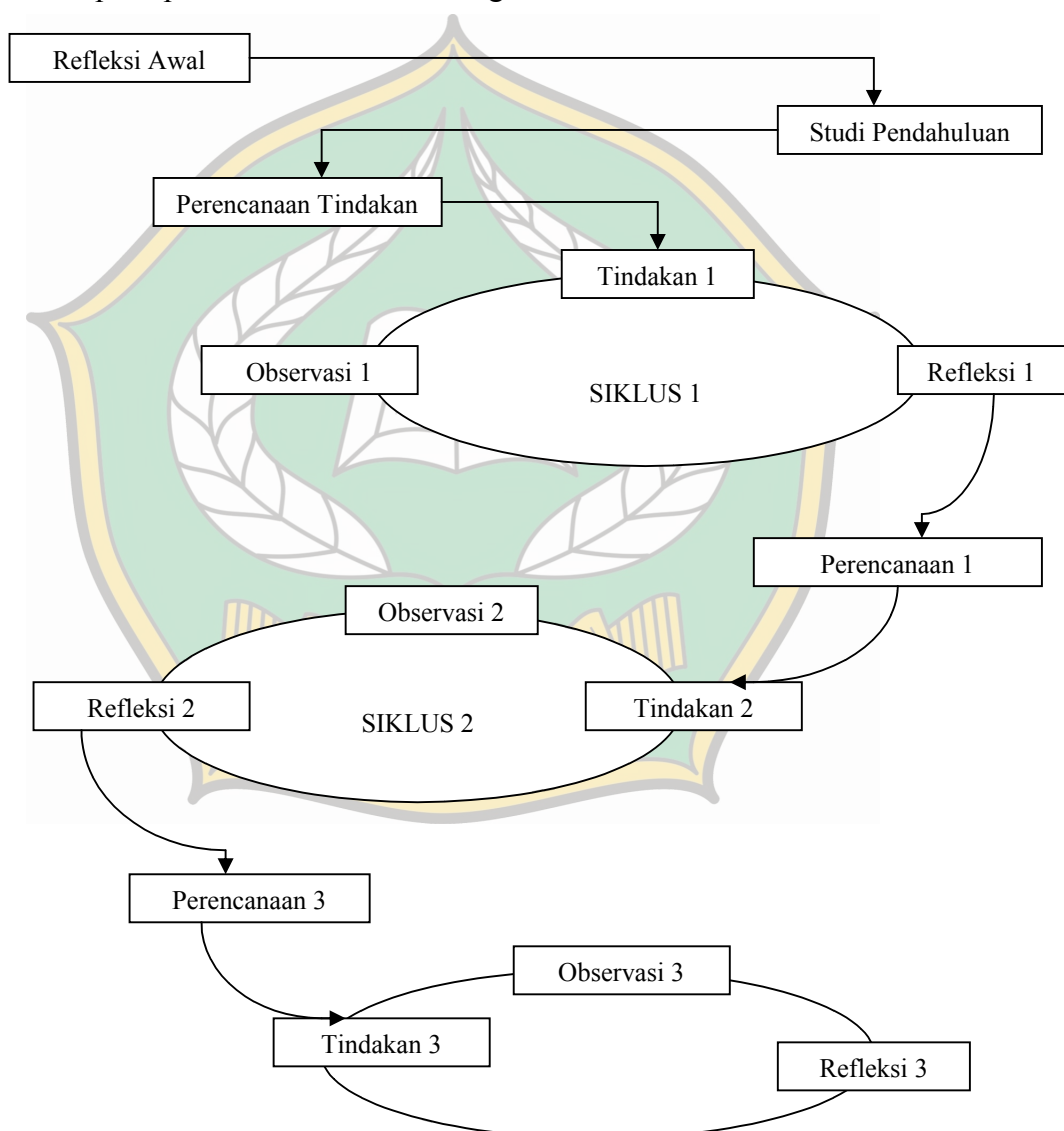 Refleksi Awal
Studi Pendahuluan
Perencanaan Tindakan
Tindakan 1
Observasi 1
Refleksi 1
SIKLUS 1
Perencanaan 1
Observasi 2
Refleksi 2
Tindakan 2
SIKLUS 2
Perencanaan 3
Observasi 3
Tindakan 3
Refleksi 3